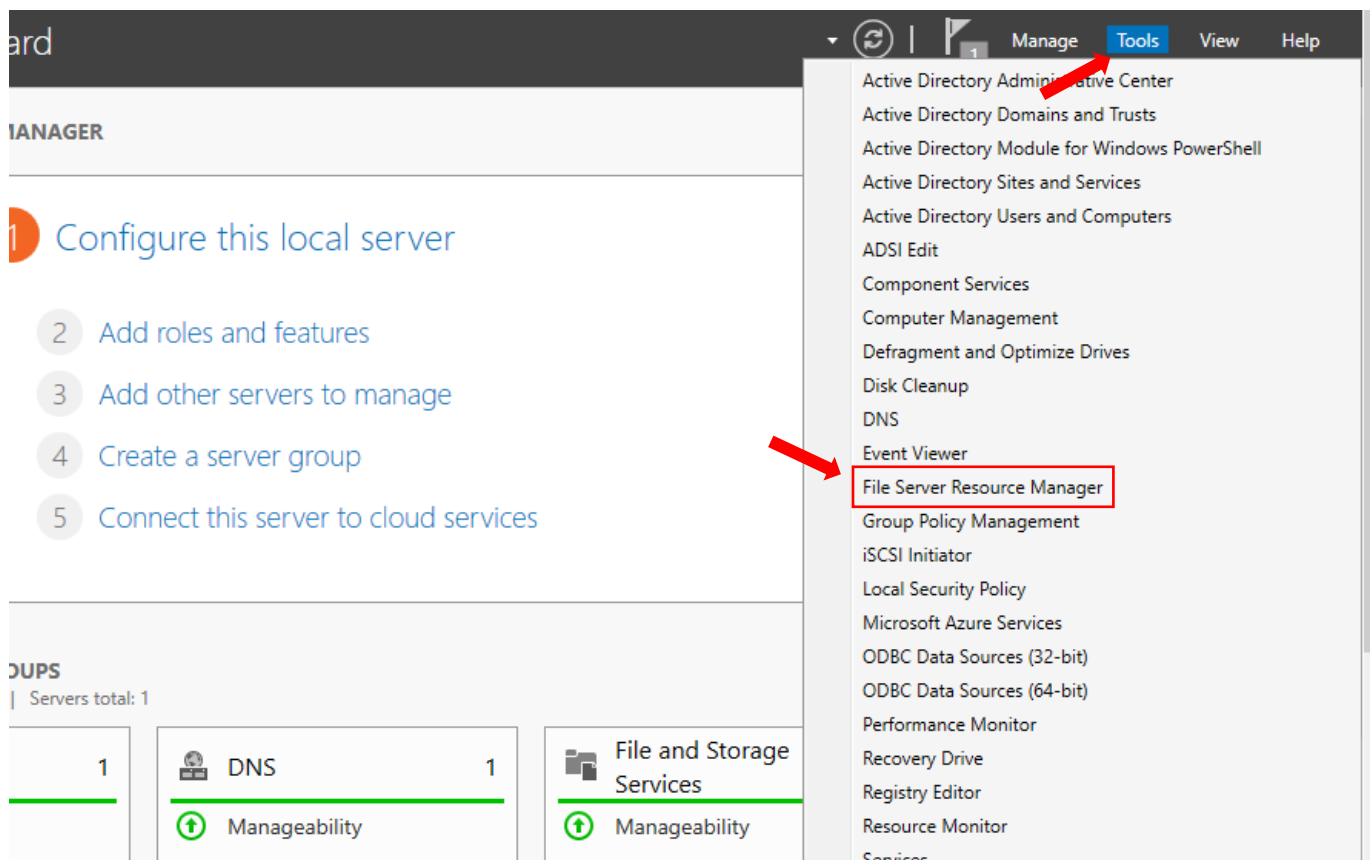 ard
1
Manage
Tools
View
Help
MANAGER
1
Configure this local server
2 Add roles and features
3 Add other servers to manage
4 Create a server group
5 Connect this server to cloud services
OUPS
| Servers total: 1
1
DNS 1
Manageability
File and Storage
Services
Manageability
Active Directory Administrative Center
Active Directory Domains and Trusts
Active Directory Module for Windows PowerShell
Active Directory Sites and Services
Active Directory Users and Computers
ADSI Edit
Component Services
Computer Management
Defragment and Optimize Drives
Disk Cleanup
DNS
Event Viewer
File Server Resource Manager
Group Policy Management
iSCSI Initiator
Local Security Policy
Microsoft Azure Services
ODBC Data Sources (32-bit)
ODBC Data Sources (64-bit)
Performance Monitor
Recovery Drive
Registry Editor
Resource Monitor
Services